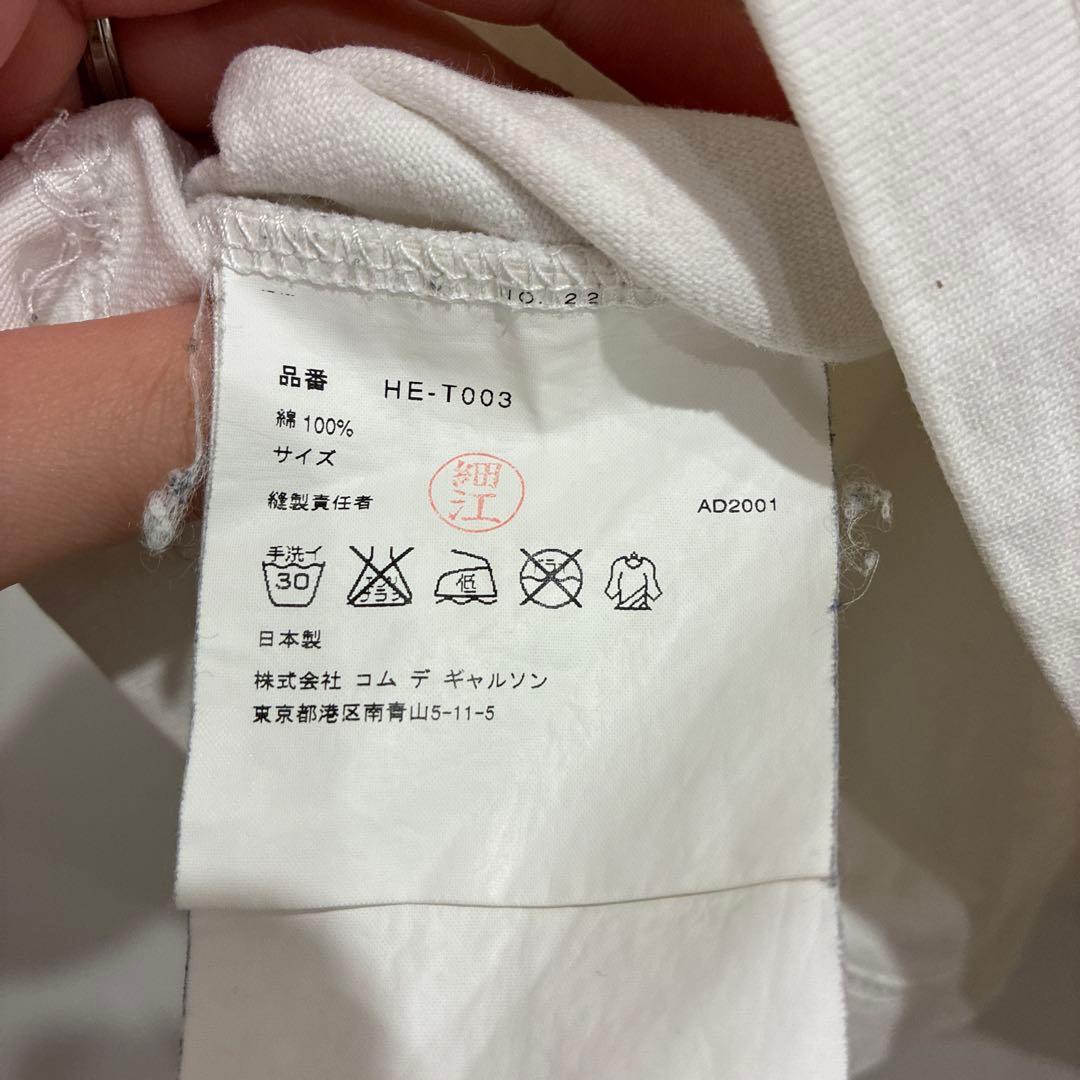 NO. 22
品番 HE-T003
綿 100%
サイズ
縫製責任者 細江 AD2001
手洗イ
30 低
日本製
株式会社 コム デ ギャルソン
東京都港区南青山5-11-5